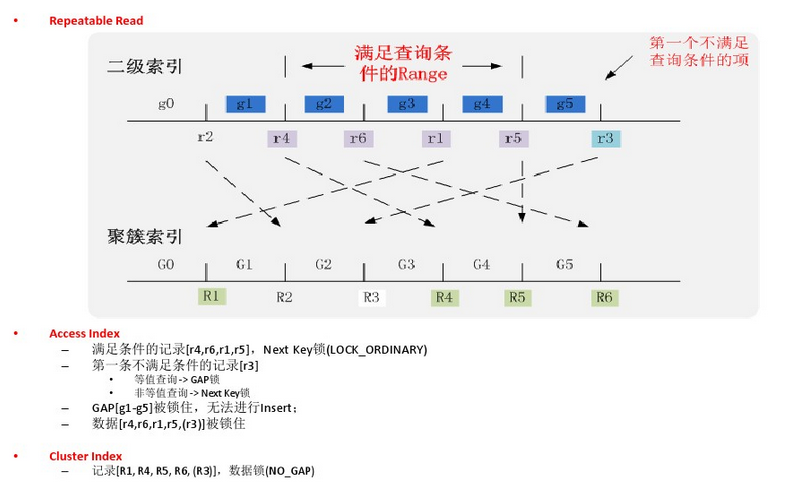 • Repeatable Read
二级索引
满足查询条
件的Range
第一个不满足
查询条件的项
g0 g1 g2 g3 g4 g5
r2 r4 r6 r1 r5 r3
聚簇索引
G0 G1 G2 G3 G4 G5
R1 R2 R3 R4 R5 R6
• Access Index
– 满足条件的记录[r4,r6,r1,r5]，Next Key锁(LOCK_ORDINARY)
– 第一条不满足条件的记录[r3]
• 等值查询 -> GAP锁
• 非等值查询 -> Next Key锁
– GAP[g1-g5]被锁住，无法进行Insert；
– 数据[r4,r6,r1,r5,(r3)]被锁住
• Cluster Index
– 记录[R1, R4, R5, R6, (R3)]，数据锁(NO_GAP)